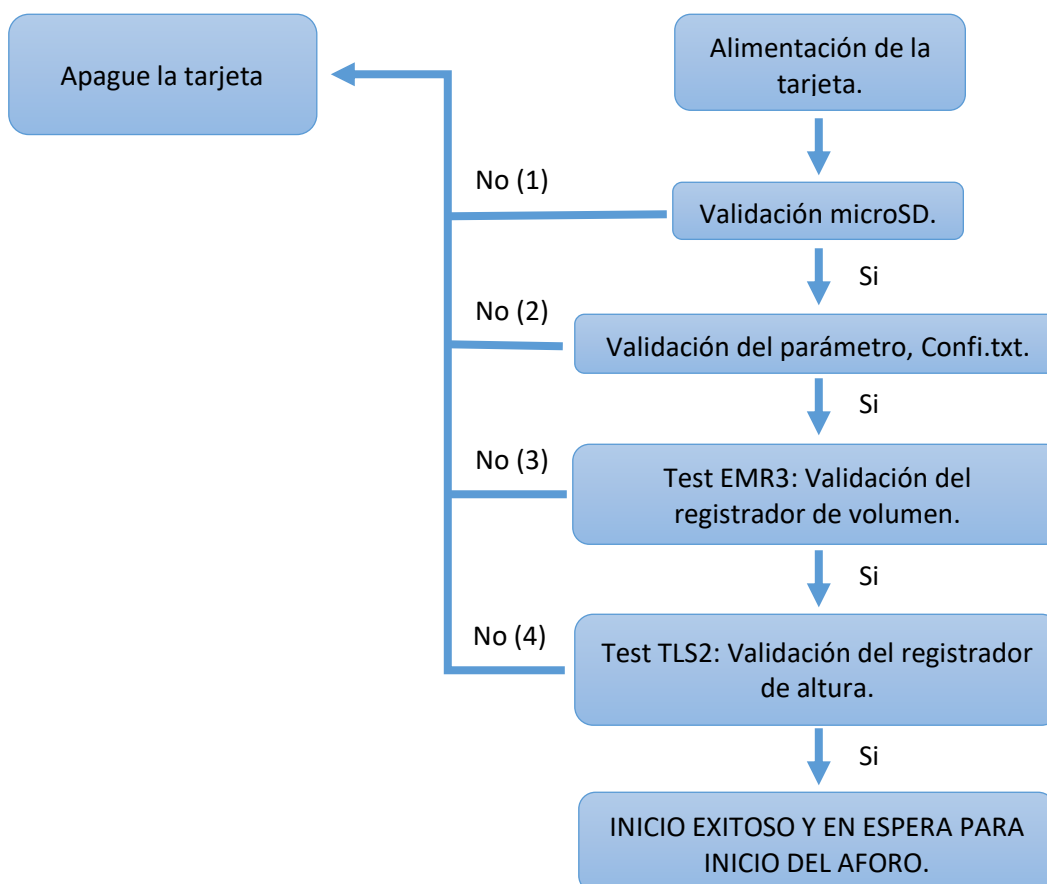 Apague la tarjeta
Alimentación de la
tarjeta.
No (1)
Validación microSD.
Si
No (2)
Validación del parámetro, Confi.txt.
Si
No (3)
Test EMR3: Validación del
registrador de volumen.
Si
No (4)
Test TLS2: Validación del registrador
de altura.
Si
INICIO EXITOSO Y EN ESPERA PARA
INICIO DEL AFORO.